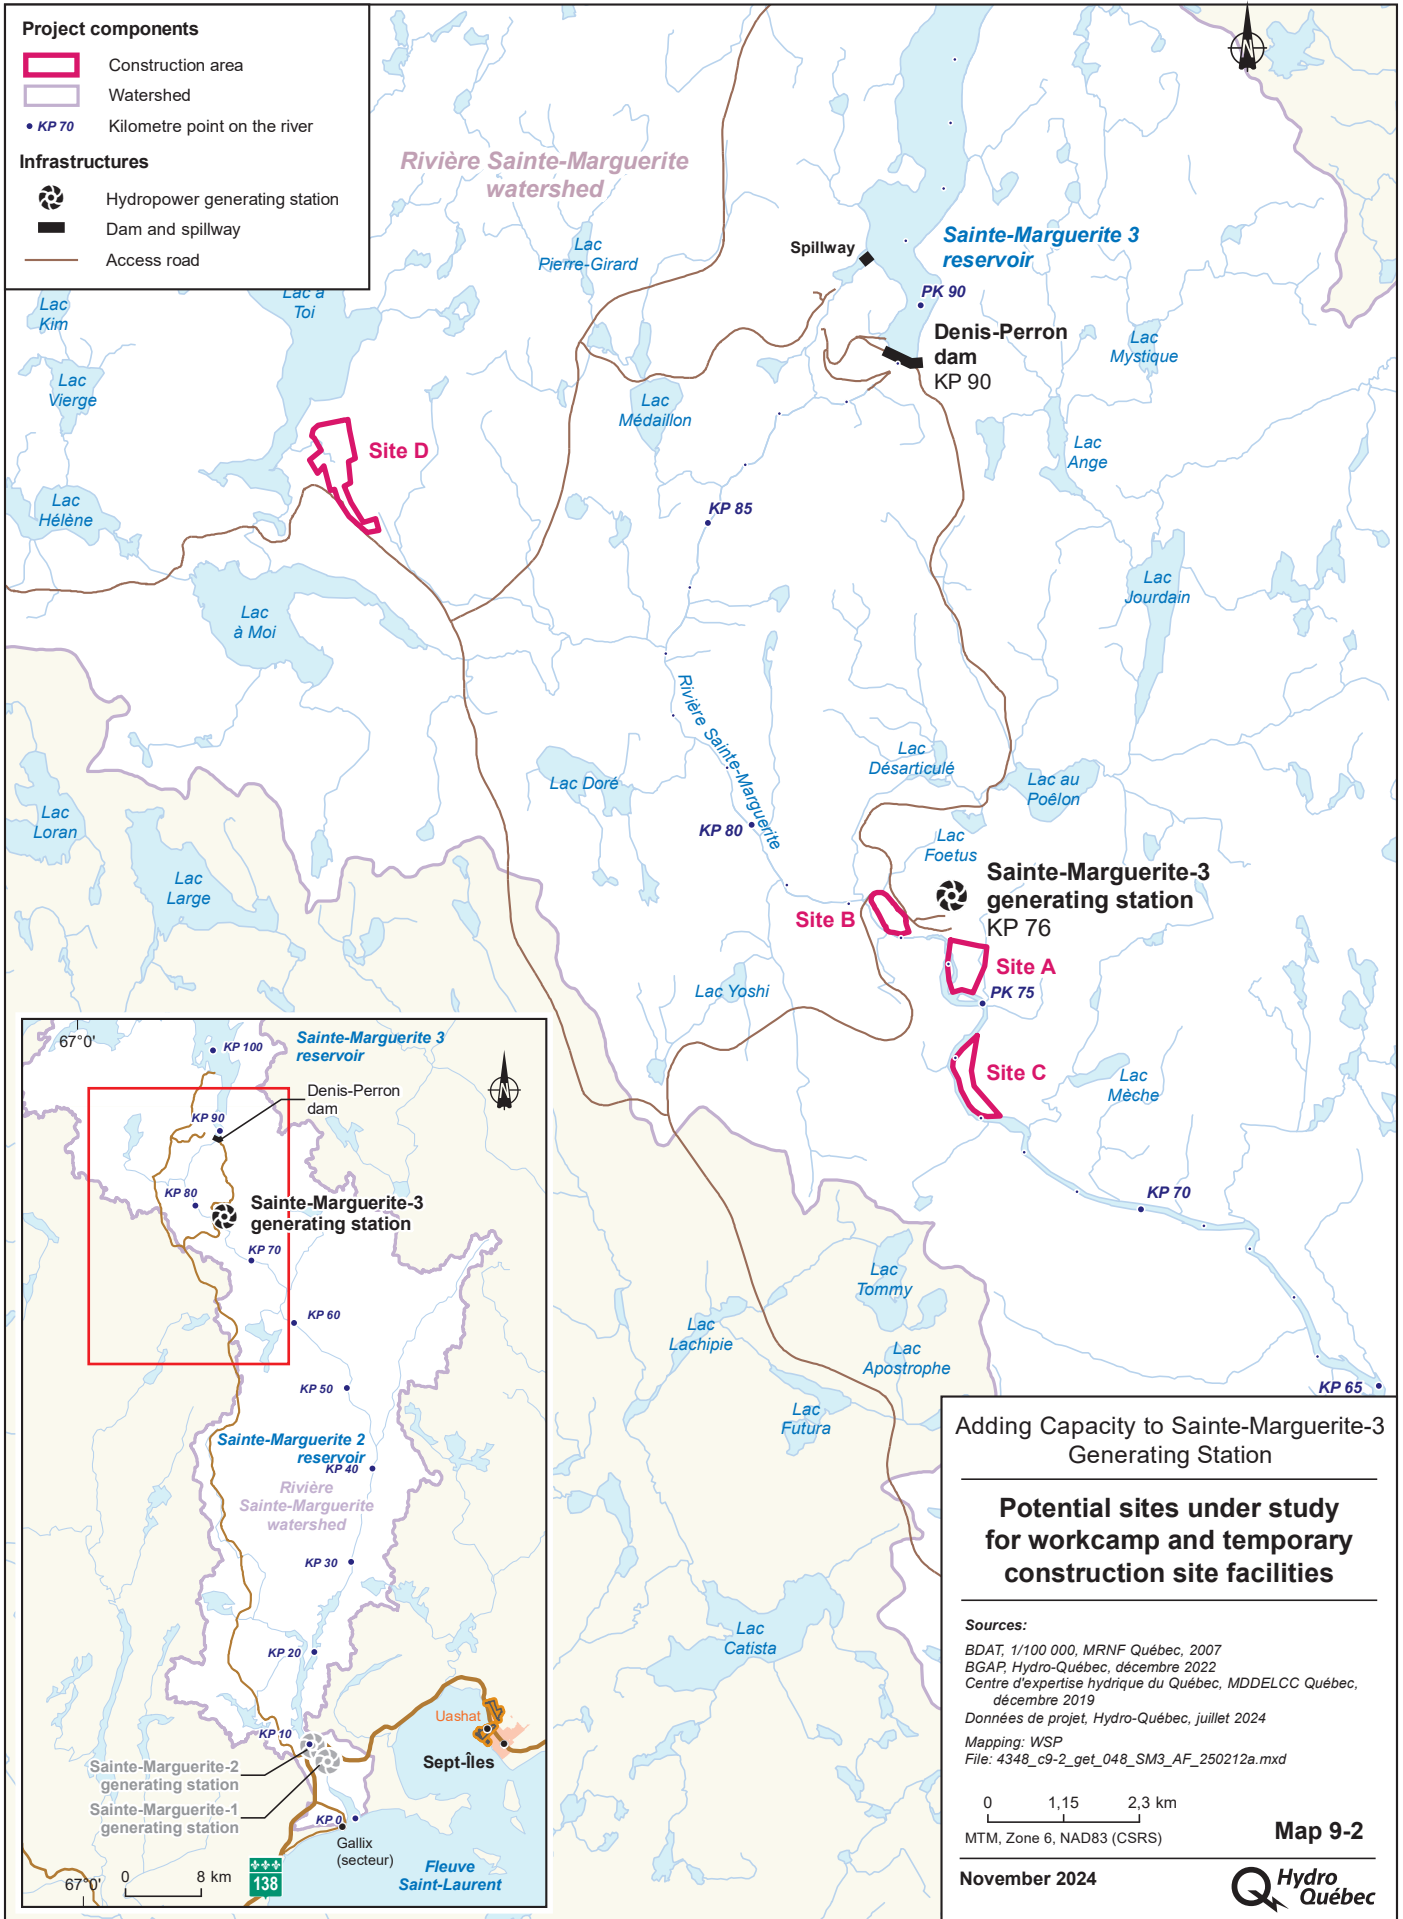 Project components
Construction area
Watershed
KP 70 Kilometre point on the river
Infrastructures
Hydropower generating station
Dam and spillway
Access road
Rivière Sainte-Marguerite
watershed
Lac
Pierre-Girard
Spillway
Sainte-Marguerite 3
reservoir
PK 90
Denis-Perron
dam
KP 90
Lac
Mystique
Lac
Kim
Lac à
Toi
Lac
Vierge
Lac
Médaillon
Site D
Lac
Ange
Lac
Hélène
KP 85
Lac
Jourdain
Lac
à Moi
Rivière Sainte-Marguerite
Lac
Désarticulé
Lac Doré
Lac au
Poêlon
Lac
Loran
KP 80
Lac
Foetus
Lac
Large
Sainte-Marguerite-3
generating station
KP 76
Site B
Site A
Lac Yoshi
PK 75
Site C
Lac
Mèche
KP 70
Lac
Tommy
Lac
Lachipie
Lac
Apostrophe
KP 65
Lac
Futura
Lac
Catista
67°0'
KP 100
Sainte-Marguerite 3
reservoir
Denis-Perron
dam
KP 90
KP 80
Sainte-Marguerite-3
generating station
KP 70
KP 60
KP 50
Sainte-Marguerite 2
reservoir
KP 40
Rivière
Sainte-Marguerite
watershed
KP 30
KP 20
Uashat
KP 10
Sept-Îles
Sainte-Marguerite-2
generating station
Sainte-Marguerite-1
generating station
KP 0
Gallix
(secteur)
Fleuve
Saint-Laurent
138
67°0'
0 8 km
Adding Capacity to Sainte-Marguerite-3
Generating Station
Potential sites under study
for workcamp and temporary
construction site facilities
Sources:
BDAT, 1/100 000, MRNF Québec, 2007
BGAP, Hydro-Québec, décembre 2022
Centre d'expertise hydrique du Québec, MDDELCC Québec,
décembre 2019
Données de projet, Hydro-Québec, juillet 2024
Mapping: WSP
File: 4348_c9-2_get_048_SM3_AF_250212a.mxd
0 1,15 2,3 km
MTM, Zone 6, NAD83 (CSRS)
Map 9-2
November 2024
Hydro
Québec